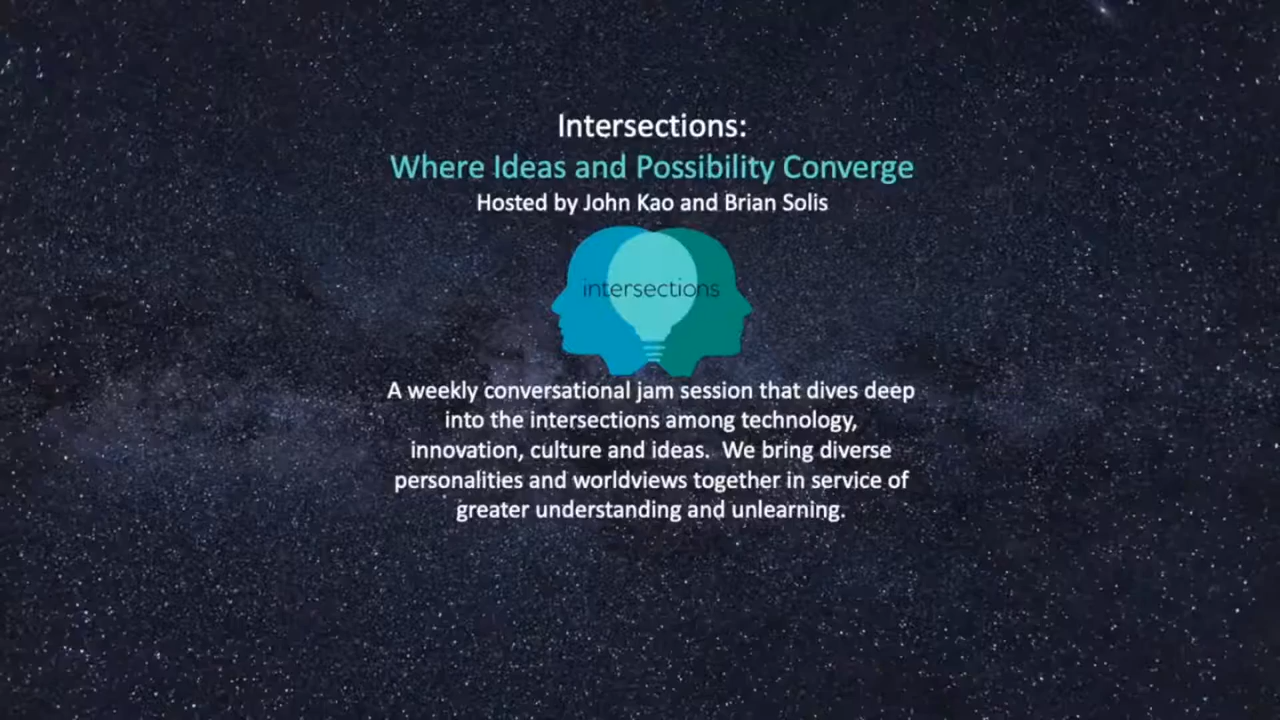 Intersections:
Where Ideas and Possibility Converge
Hosted by John Kao and Brian Solis
intersections
A weekly conversational jam session that dives deep
into the intersections among technology,
innovation, culture and ideas.  We bring diverse
personalities and worldviews together in service of
greater understanding and unlearning.